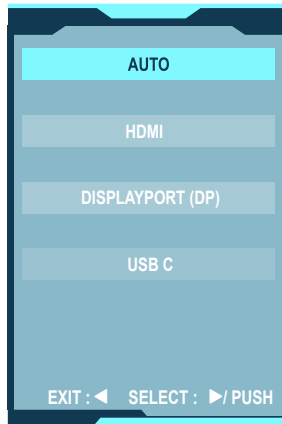 AUTO
HDMI
DISPLAYPORT (DP)
USB C
EXIT : ◀ SELECT : ▶/ PUSH